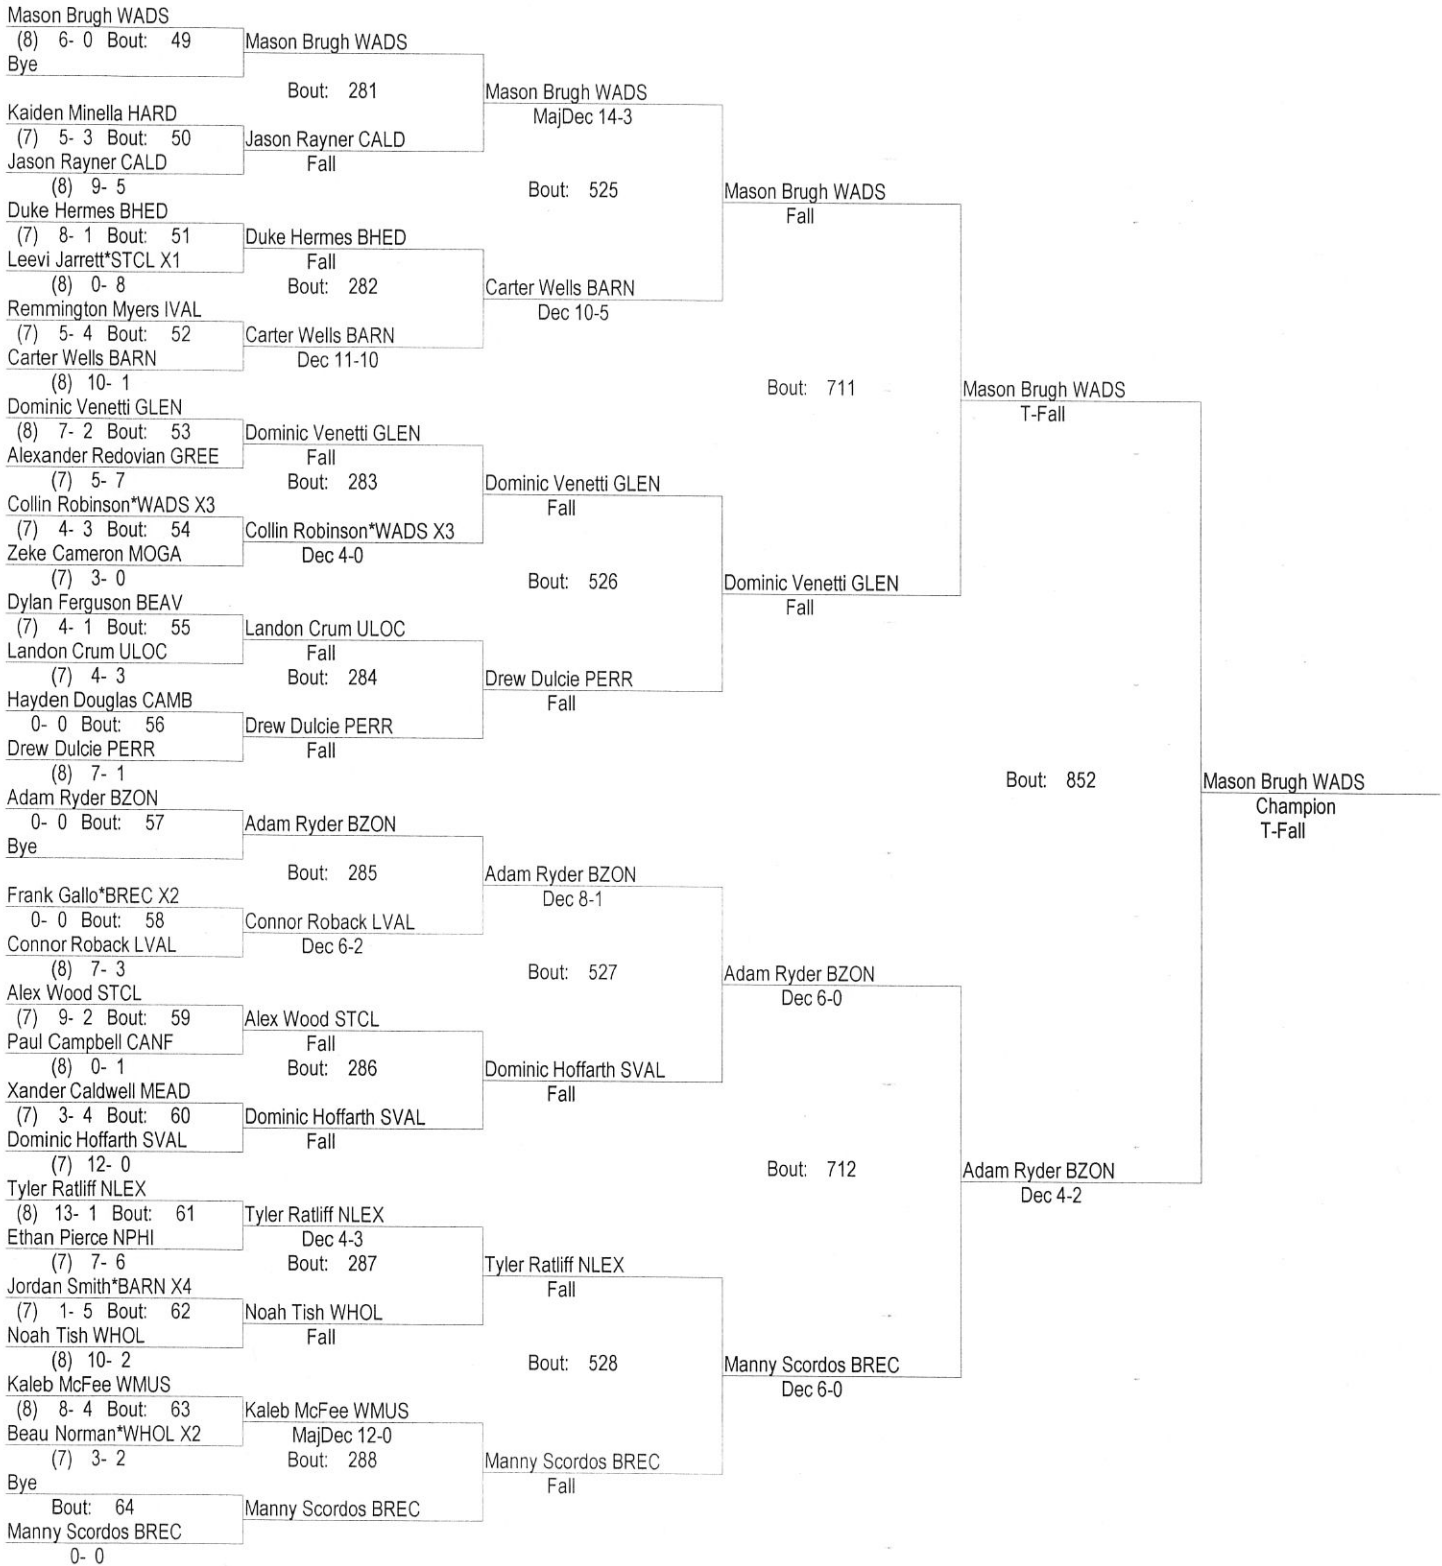 Mason Brugh WADS
(8) 6- 0 Bout: 49
Bye
Mason Brugh WADS
Bout: 281
Kaiden Minella HARD
(7) 5- 3 Bout: 50
Jason Rayner CALD
(8) 9- 5
Jason Rayner CALD
Fall
Mason Brugh WADS
MajDec 14-3
Bout: 525
Duke Hermes BHED
(7) 8- 1 Bout: 51
Leevi Jarrett*STCL X1
(8) 0- 8
Duke Hermes BHED
Fall
Bout: 282
Remmington Myers IVAL
(7) 5- 4 Bout: 52
Carter Wells BARN
(8) 10- 1
Carter Wells BARN
Dec 11-10
Carter Wells BARN
Dec 10-5
Mason Brugh WADS
Fall
Bout: 711
Dominic Venetti GLEN
(8) 7- 2 Bout: 53
Alexander Redovian GREE
(7) 5- 7
Dominic Venetti GLEN
Fall
Bout: 283
Collin Robinson*WADS X3
(7) 4- 3 Bout: 54
Zeke Cameron MOGA
(7) 3- 0
Collin Robinson*WADS X3
Dec 4-0
Dominic Venetti GLEN
Fall
Bout: 526
Dylan Ferguson BEAV
(7) 4- 1 Bout: 55
Landon Crum ULOC
(7) 4- 3
Landon Crum ULOC
Fall
Bout: 284
Hayden Douglas CAMB
0- 0 Bout: 56
Drew Dulcie PERR
(8) 7- 1
Drew Dulcie PERR
Fall
Drew Dulcie PERR
Fall
Dominic Venetti GLEN
Fall
Mason Brugh WADS
T-Fall
Bout: 852
Mason Brugh WADS
Champion
T-Fall
Adam Ryder BZON
0- 0 Bout: 57
Bye
Adam Ryder BZON
Bout: 285
Frank Gallo*BREC X2
0- 0 Bout: 58
Connor Roback LVAL
(8) 7- 3
Connor Roback LVAL
Dec 6-2
Adam Ryder BZON
Dec 8-1
Bout: 527
Alex Wood STCL
(7) 9- 2 Bout: 59
Paul Campbell CANF
(8) 0- 1
Alex Wood STCL
Fall
Bout: 286
Xander Caldwell MEAD
(7) 3- 4 Bout: 60
Dominic Hoffarth SVAL
(7) 12- 0
Dominic Hoffarth SVAL
Fall
Dominic Hoffarth SVAL
Fall
Adam Ryder BZON
Dec 6-0
Bout: 712
Adam Ryder BZON
Dec 4-2
Tyler Ratliff NLEX
(8) 13- 1 Bout: 61
Ethan Pierce NPHI
(7) 7- 6
Tyler Ratliff NLEX
Dec 4-3
Bout: 287
Jordan Smith*BARN X4
(7) 1- 5 Bout: 62
Noah Tish WHOL
(8) 10- 2
Noah Tish WHOL
Fall
Tyler Ratliff NLEX
Fall
Bout: 528
Kaleb McFee WMUS
(8) 8- 4 Bout: 63
Beau Norman*WHOL X2
(7) 3- 2
Kaleb McFee WMUS
MajDec 12-0
Bout: 288
Bye
Bout: 64
Manny Scordos BREC
0- 0
Manny Scordos BREC
Manny Scordos BREC
Fall
Manny Scordos BREC
Dec 6-0